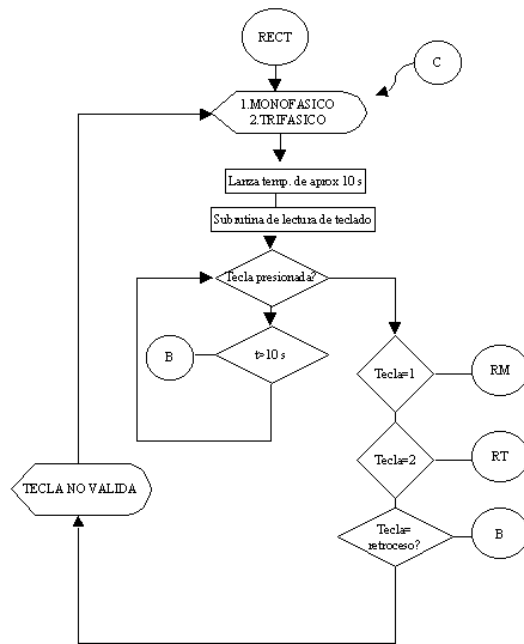 RECT
C
1.MONOFASICO
2.TRIFASICO
Lanza temp. de aprox 10 s
Subrutina de lectura de teclado
Tecla presionada?
B
t>10 s
Tecla=1
RM
Tecla=2
RT
TECLA NO VALIDA
Tecla=
retroceso?
B